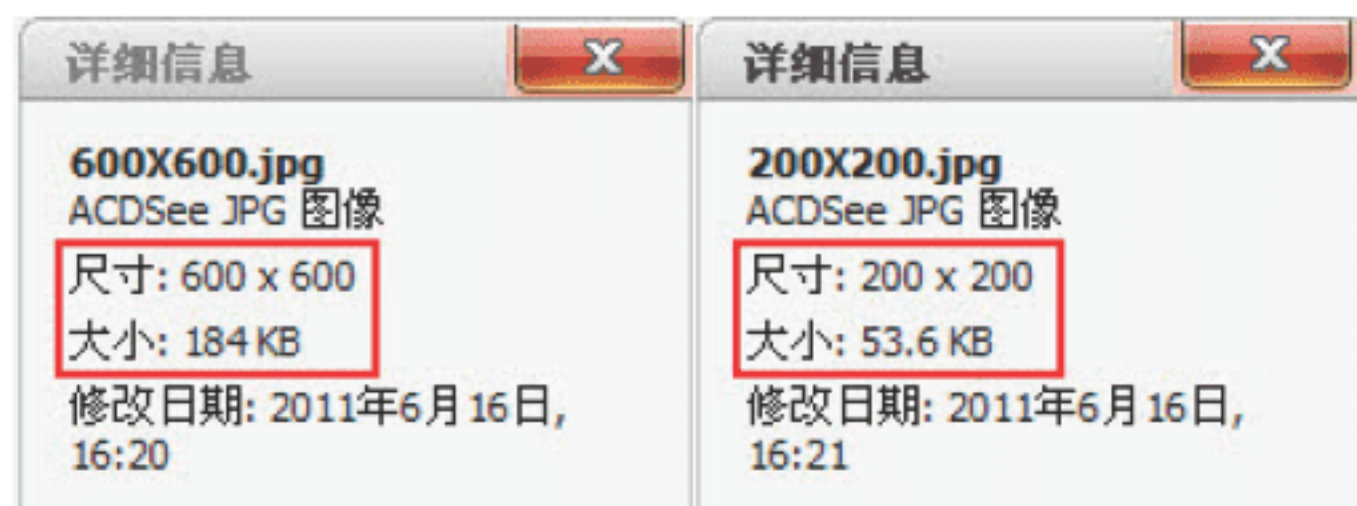 详细信息
600X600.jpg
ACDSee JPG 图像
尺寸: 600 x 600
大小: 184 KB
修改日期: 2011年6月16日,
16:20
详细信息
200X200.jpg
ACDSee JPG 图像
尺寸: 200 x 200
大小: 53.6 KB
修改日期: 2011年6月16日,
16:21